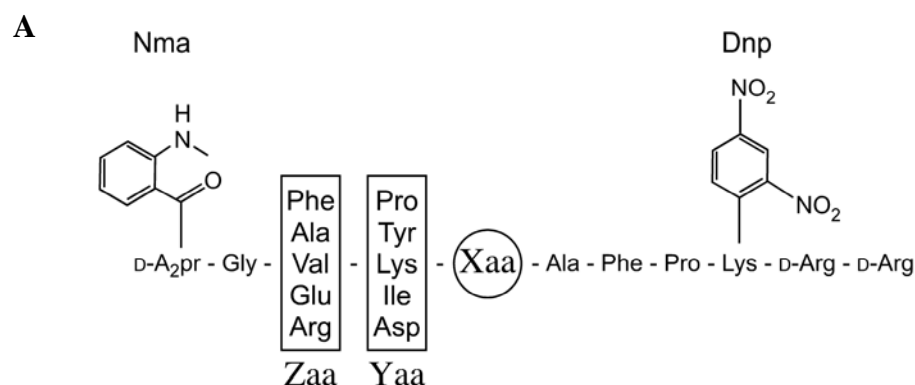 A
Nma
Dnp
H
N
O
NO2
NO2
Phe
Ala
Val
Glu
Arg
Pro
Tyr
Lys
Ile
Asp
D-A2pr - Gly - - - Xaa - Ala - Phe - Pro - Lys - D-Arg - D-Arg
Zaa Yaa